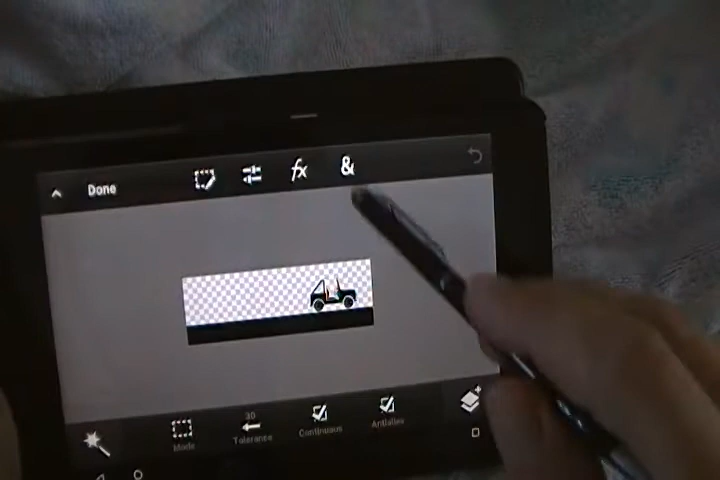 Done fx &
Mode
30
Tolerance
Continuous
Antialias